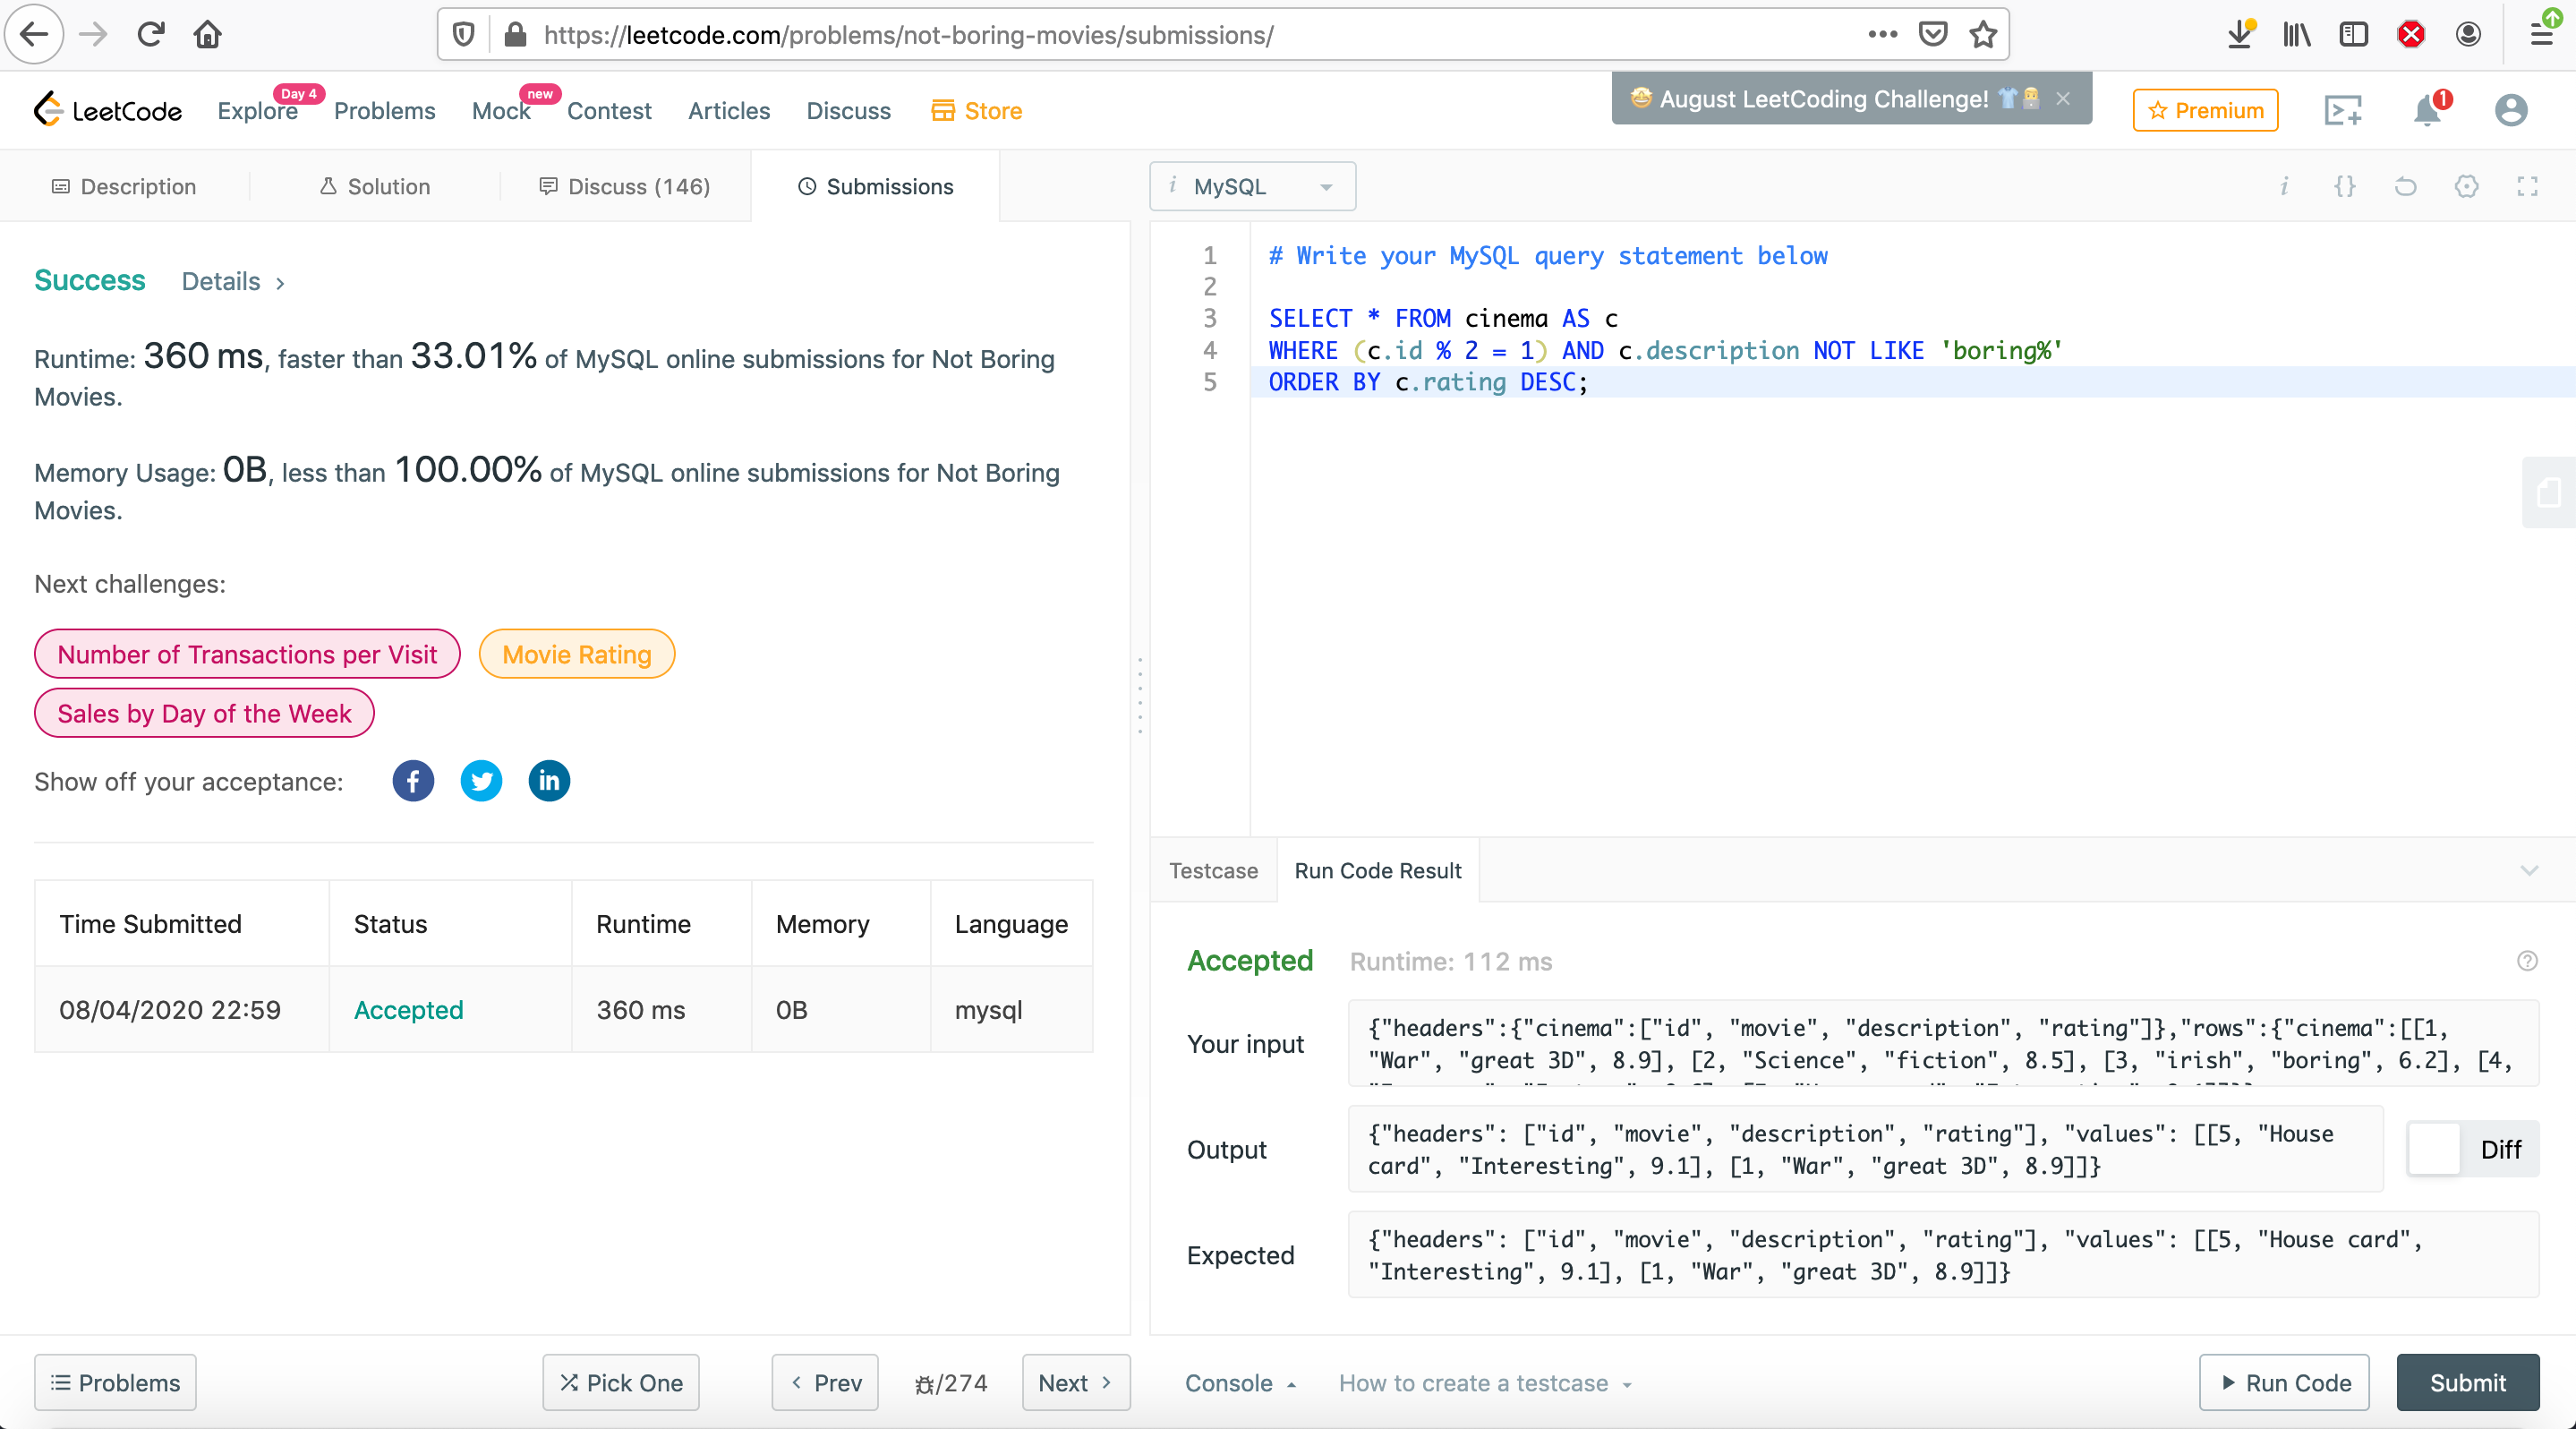 https://leetcode.com/problems/not-boring-movies/submissions/
LeetCode
Explore
Day 4
Problems
Mock
new
Contest
Articles
Discuss
Store
August LeetCoding Challenge!
Premium
1
Description
Solution
Discuss (146)
Submissions
i MySQL
i {}
Success Details >
Runtime: 360 ms, faster than 33.01% of MySQL online submissions for Not Boring
Movies.
Memory Usage: 0B, less than 100.00% of MySQL online submissions for Not Boring
Movies.
Next challenges:
Number of Transactions per Visit
Movie Rating
Sales by Day of the Week
Show off your acceptance:
Time Submitted Status Runtime Memory Language
08/04/2020 22:59 Accepted 360 ms 0B mysql
1 # Write your MySQL query statement below
2
3 SELECT * FROM cinema AS c
4 WHERE (c.id % 2 = 1) AND c.description NOT LIKE 'boring%'
5 ORDER BY c.rating DESC;
Testcase Run Code Result
Accepted Runtime: 112 ms
Your input
{"headers":{"cinema":["id", "movie", "description", "rating"]},"rows":{"cinema":[[1,
"War", "great 3D", 8.9], [2, "Science", "fiction", 8.5], [3, "irish", "boring", 6.2], [4,
Output
{"headers": ["id", "movie", "description", "rating"], "values": [[5, "House
card", "Interesting", 9.1], [1, "War", "great 3D", 8.9]]}
Diff
Expected
{"headers": ["id", "movie", "description", "rating"], "values": [[5, "House card",
"Interesting", 9.1], [1, "War", "great 3D", 8.9]]}
Problems
Pick One
< Prev
/274
Next >
Console
How to create a testcase
Run Code
Submit